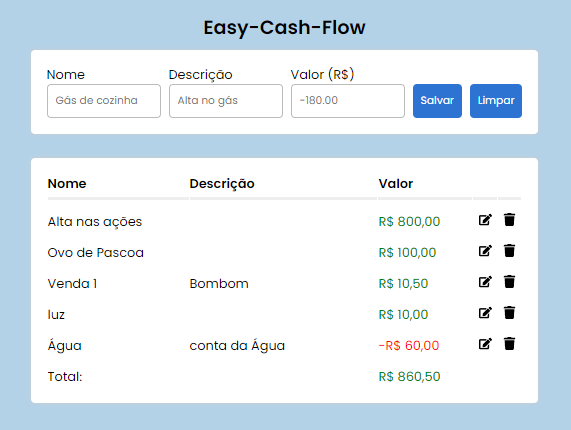 Easy-Cash-Flow
Nome Descrição Valor (R$)
Gás de cozinha Alta no gás -180.00 Salvar Limpar
Nome Descrição Valor
Alta nas ações R$ 800,00
Ovo de Pascoa R$ 100,00
Venda 1 Bombom R$ 10,50
luz R$ 10,00
Água conta da Água -R$ 60,00
Total: R$ 860,50